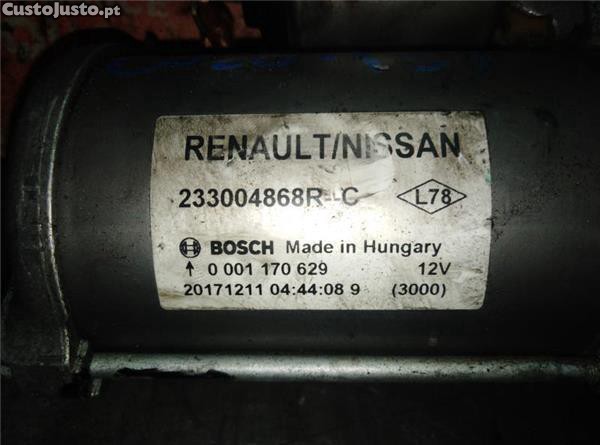 CustoJusto.pt
RENAULT/NISSAN
233004868R--C L78
BOSCH Made in Hungary
↑ 0 001 170 629 12V
20171211 04:44:08 9 (3000)